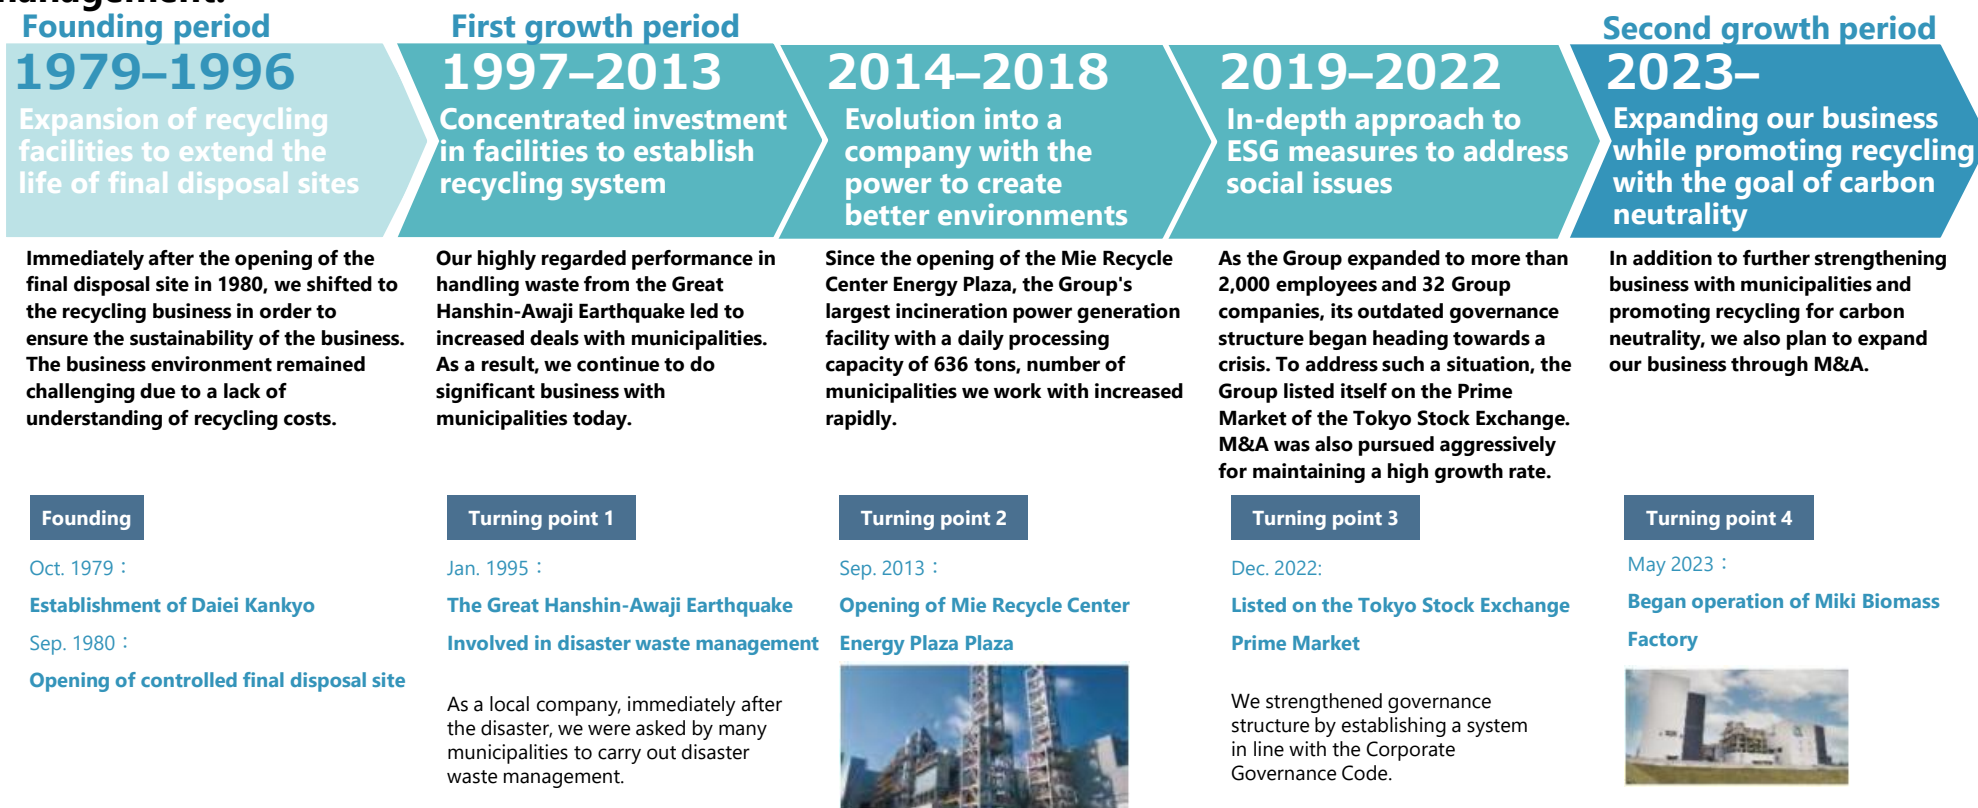 management.
Founding period
1979–1996
Expansion of recycling
facilities to extend the
life of final disposal sites
Immediately after the opening of the
final disposal site in 1980, we shifted to
the recycling business in order to
ensure the sustainability of the business.
The business environment remained
challenging due to a lack of
understanding of recycling costs.
Founding
Oct. 1979：
Establishment of Daiei Kankyo
Sep. 1980：
Opening of controlled final disposal site
First growth period
1997–2013
Concentrated investment
in facilities to establish
recycling system
Our highly regarded performance in
handling waste from the Great
Hanshin-Awaji Earthquake led to
increased deals with municipalities.
As a result, we continue to do
significant business with
municipalities today.
Turning point 1
Jan. 1995：
The Great Hanshin-Awaji Earthquake
Involved in disaster waste management
As a local company, immediately after
the disaster, we were asked by many
municipalities to carry out disaster
waste management.
2014–2018
Evolution into a
company with the
power to create
better environments
Since the opening of the Mie Recycle
Center Energy Plaza, the Group's
largest incineration power generation
facility with a daily processing
capacity of 636 tons, number of
municipalities we work with increased
rapidly.
Turning point 2
Sep. 2013：
Opening of Mie Recycle Center
Energy Plaza Plaza
2019–2022
In-depth approach to
ESG measures to address
social issues
As the Group expanded to more than
2,000 employees and 32 Group
companies, its outdated governance
structure began heading towards a
crisis. To address such a situation, the
Group listed itself on the Prime
Market of the Tokyo Stock Exchange.
M&A was also pursued aggressively
for maintaining a high growth rate.
Turning point 3
Dec. 2022:
Listed on the Tokyo Stock Exchange
Prime Market
We strengthened governance
structure by establishing a system
in line with the Corporate
Governance Code.
Second growth period
2023–
Expanding our business
while promoting recycling
with the goal of carbon
neutrality
In addition to further strengthening
business with municipalities and
promoting recycling for carbon
neutrality, we also plan to expand
our business through M&A.
Turning point 4
May 2023：
Began operation of Miki Biomass
Factory